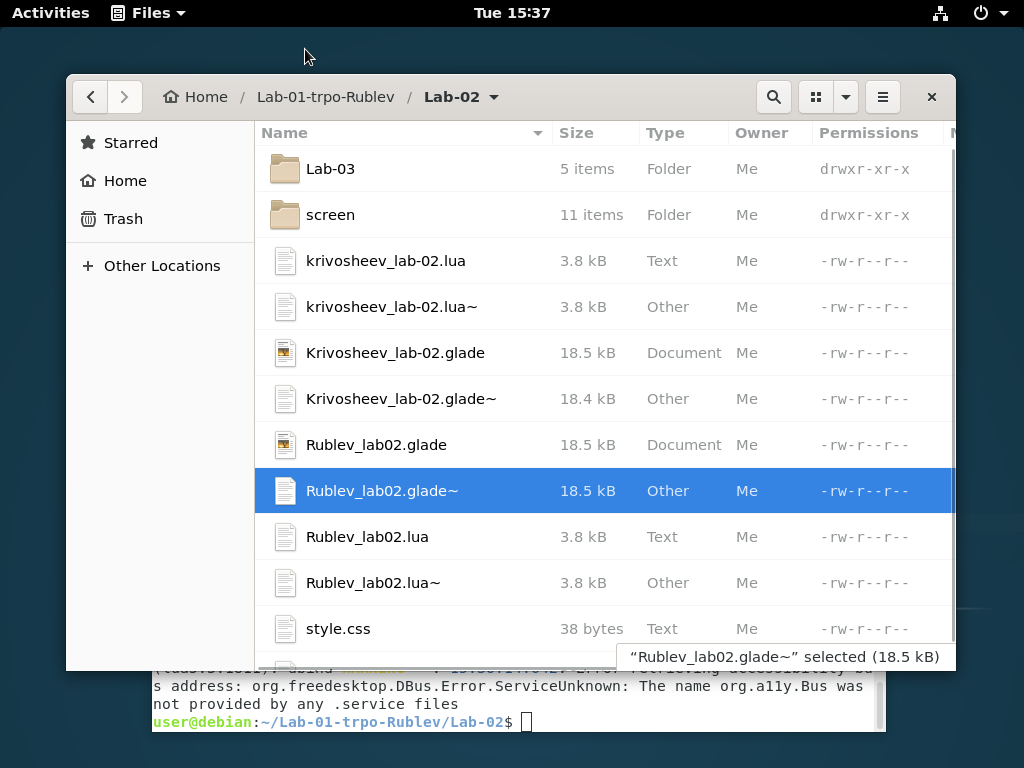 Activities Files Tue 15:37
Home / Lab-01-trpo-Rublev / Lab-02
Starred
Home
Trash
Other Locations
Name Size Type Owner Permissions
Lab-03 5 items Folder Me drwxr-xr-x
screen 11 items Folder Me drwxr-xr-x
krivosheev_lab-02.lua 3.8 kB Text Me -rw-r--r--
krivosheev_lab-02.lua~ 3.8 kB Other Me -rw-r--r--
Krivosheev_lab-02.glade 18.5 kB Document Me -rw-r--r--
Krivosheev_lab-02.glade~ 18.4 kB Other Me -rw-r--r--
Rublev_lab02.glade 18.5 kB Document Me -rw-r--r--
Rublev_lab02.glade~ 18.5 kB Other Me -rw-r--r--
Rublev_lab02.lua 3.8 kB Text Me -rw-r--r--
Rublev_lab02.lua~ 3.8 kB Other Me -rw-r--r--
style.css 38 bytes Text Me -rw-r--r--
“Rublev_lab02.glade~” selected (18.5 kB)
s address: org.freedesktop.DBus.Error.ServiceUnknown: The name org.a11y.Bus was
not provided by any .service files
user@debian:~/Lab-01-trpo-Rublev/Lab-02$